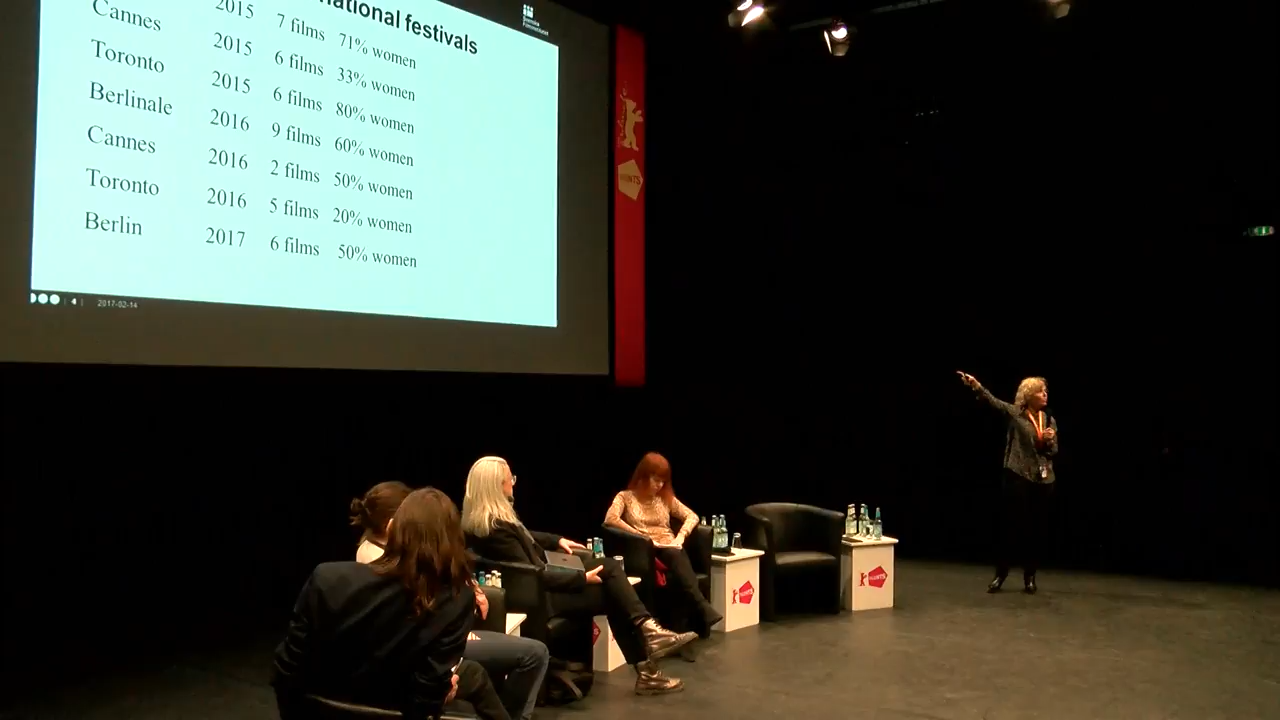 national festivals
2015 7 films 71% women
Cannes 2015 6 films 33% women
Toronto 2015 6 films 80% women
Berlinale 2016 9 films 60% women
Cannes 2016 2 films 50% women
Toronto 2016 5 films 20% women
Berlin 2017 6 films 50% women
4 2017-02-14